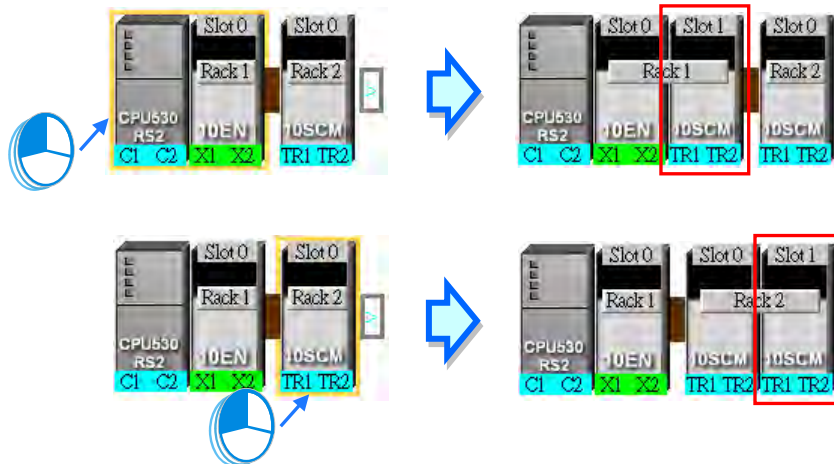 Slot 0 Slot 0
Rack 1 Rack 2
CPU530
RS2 10EN 10SCM
C1 C2 X1 X2 TR1 TR2
Slot 0 Slot 1 Slot 0
Rack 1 Rack 2
CPU530
RS2 10EN 10SCM 10SCM
C1 C2 X1 X2 TR1 TR2 TR1 TR2
Slot 0 Slot 0
Rack 1 Rack 2
CPU530
RS2 10EN 10SCM
C1 C2 X1 X2 TR1 TR2
Slot 0 Slot 0 Slot 1
Rack 1 Rack 2
CPU530
RS2 10EN 10SCM 10SCM
C1 C2 X1 X2 TR1 TR2 TR1 TR2